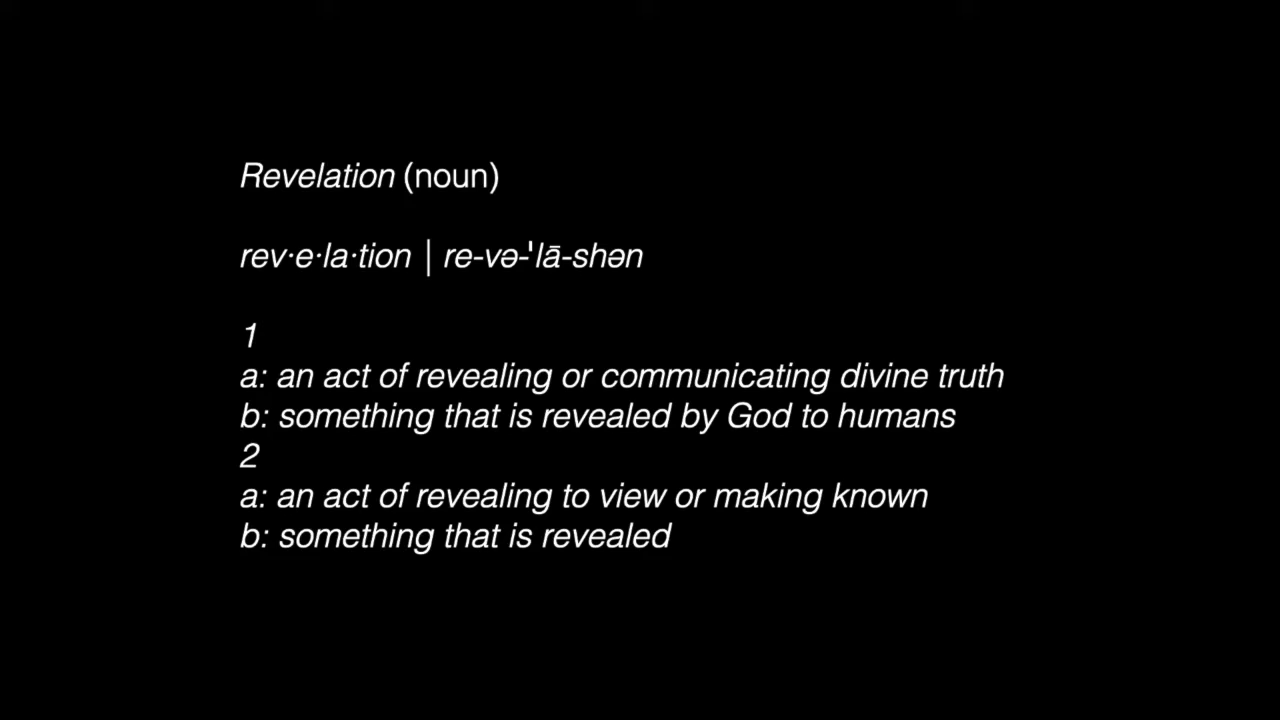 Revelation (noun)
rev·e·la·tion | re-və-ˈlā-shən
1
a: an act of revealing or communicating divine truth
b: something that is revealed by God to humans
2
a: an act of revealing to view or making known
b: something that is revealed